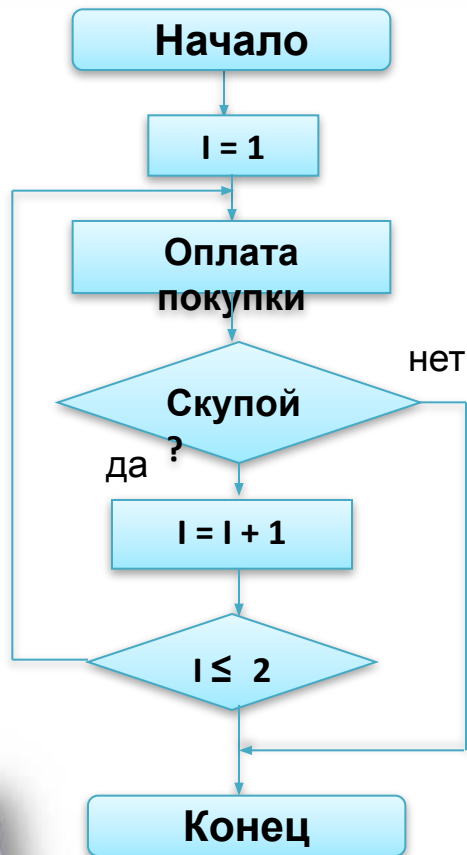 Начало
I = 1
Оплата
покупки
нет
Скупой
?
да
I = I + 1
I ≤ 2
Конец